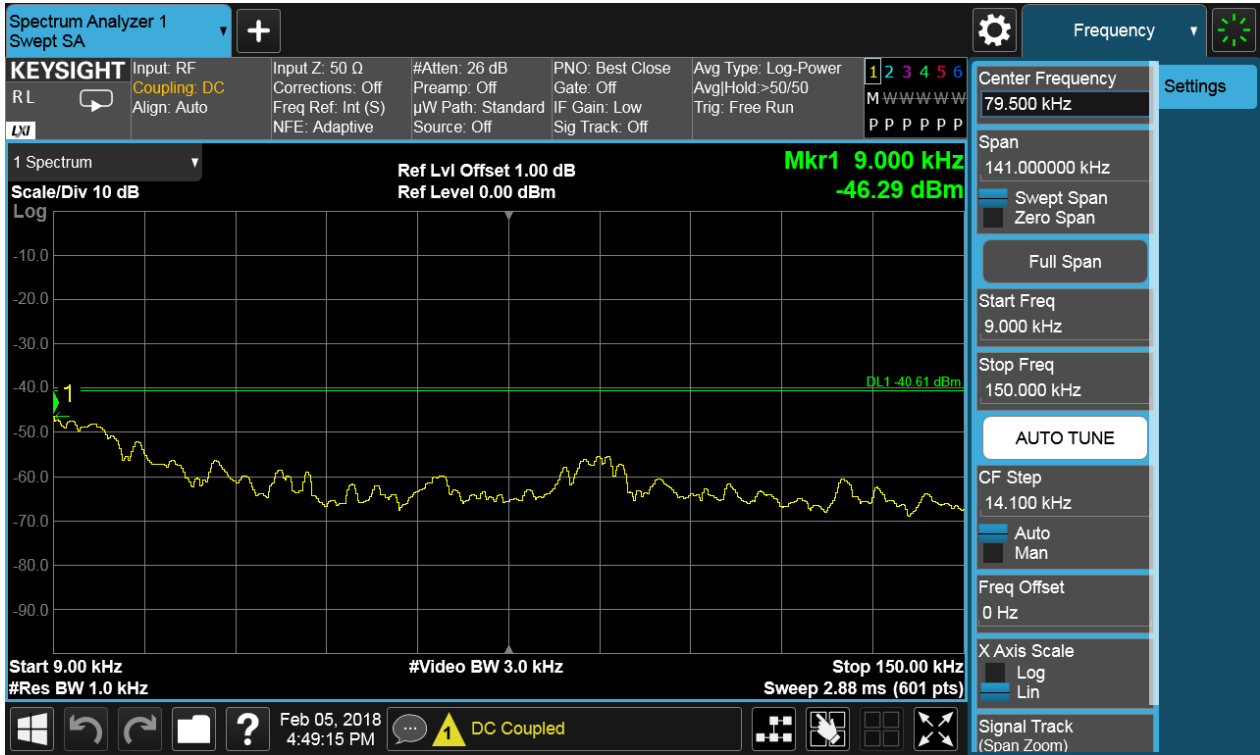 Spectrum Analyzer 1
Swept SA
+
Frequency
KEYSIGHT
RL
LXI
Input: RF
Coupling: DC
Align: Auto
Input Z: 50 Ω
Corrections: Off
Freq Ref: Int (S)
NFE: Adaptive
#Atten: 26 dB
Preamp: Off
µW Path: Standard
Source: Off
PNO: Best Close
Gate: Off
IF Gain: Low
Sig Track: Off
Avg Type: Log-Power
Avg|Hold:>50/50
Trig: Free Run
1 2 3 4 5 6
M W W W W W
P P P P P P
1 Spectrum
Scale/Div 10 dB
Log
Ref Lvl Offset 1.00 dB
Ref Level 0.00 dBm
Mkr1 9.000 kHz
-46.29 dBm
-10.0
-20.0
-30.0
-40.0
-50.0
-60.0
-70.0
-80.0
-90.0
1
DL1 -40.61 dBm
Start 9.00 kHz
#Res BW 1.0 kHz
#Video BW 3.0 kHz
Stop 150.00 kHz
Sweep 2.88 ms (601 pts)
Center Frequency
79.500 kHz
Span
141.000000 kHz
Swept Span
Zero Span
Full Span
Start Freq
9.000 kHz
Stop Freq
150.000 kHz
AUTO TUNE
CF Step
14.100 kHz
Auto
Man
Freq Offset
0 Hz
X Axis Scale
Log
Lin
Signal Track
(Span Zoom)
Settings
?
Feb 05, 2018
4:49:15 PM
1
DC Coupled